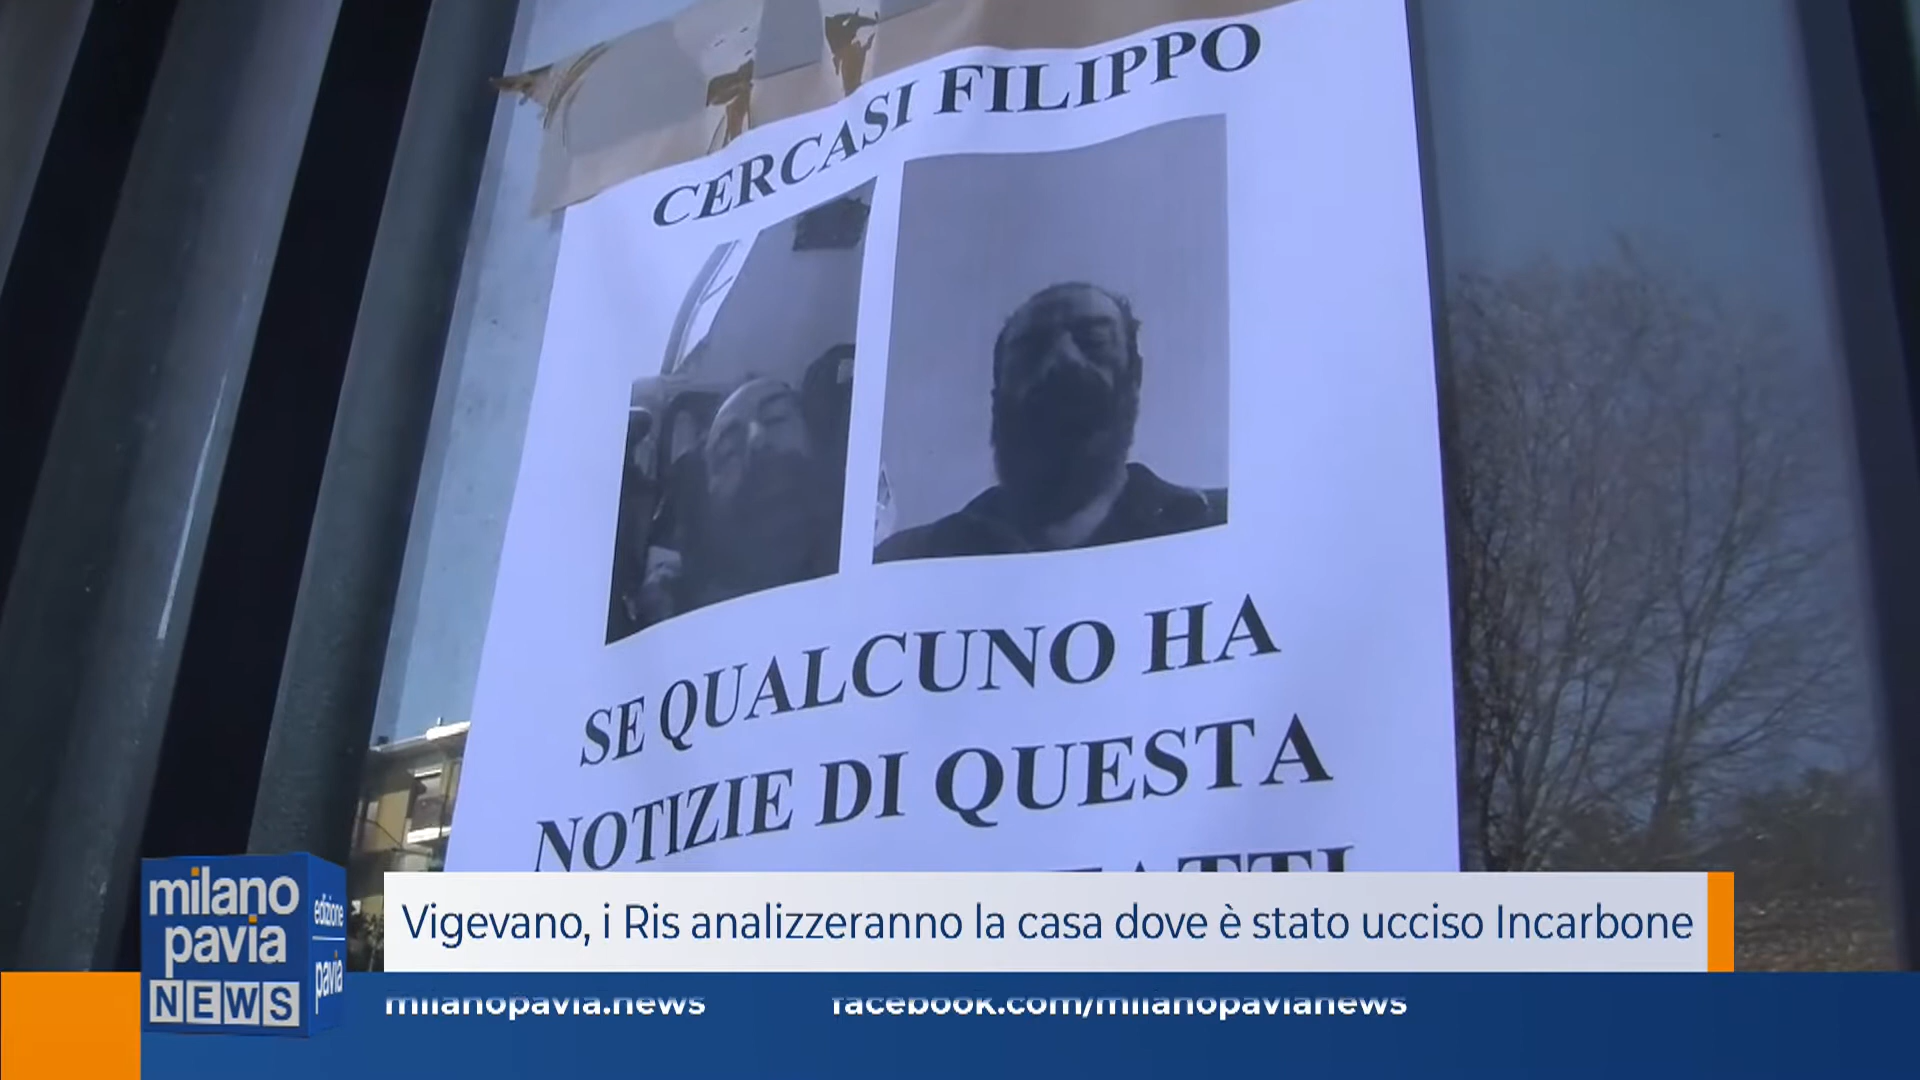 CERCASI FILIPPO
SE QUALCUNO HA
NOTIZIE DI QUESTA
milano
pavia
NEWS
edizione
pavia
Vigevano, i Ris analizzeranno la casa dove è stato ucciso Incarbone
milanopavia.news
facebook.com/milanopavianews